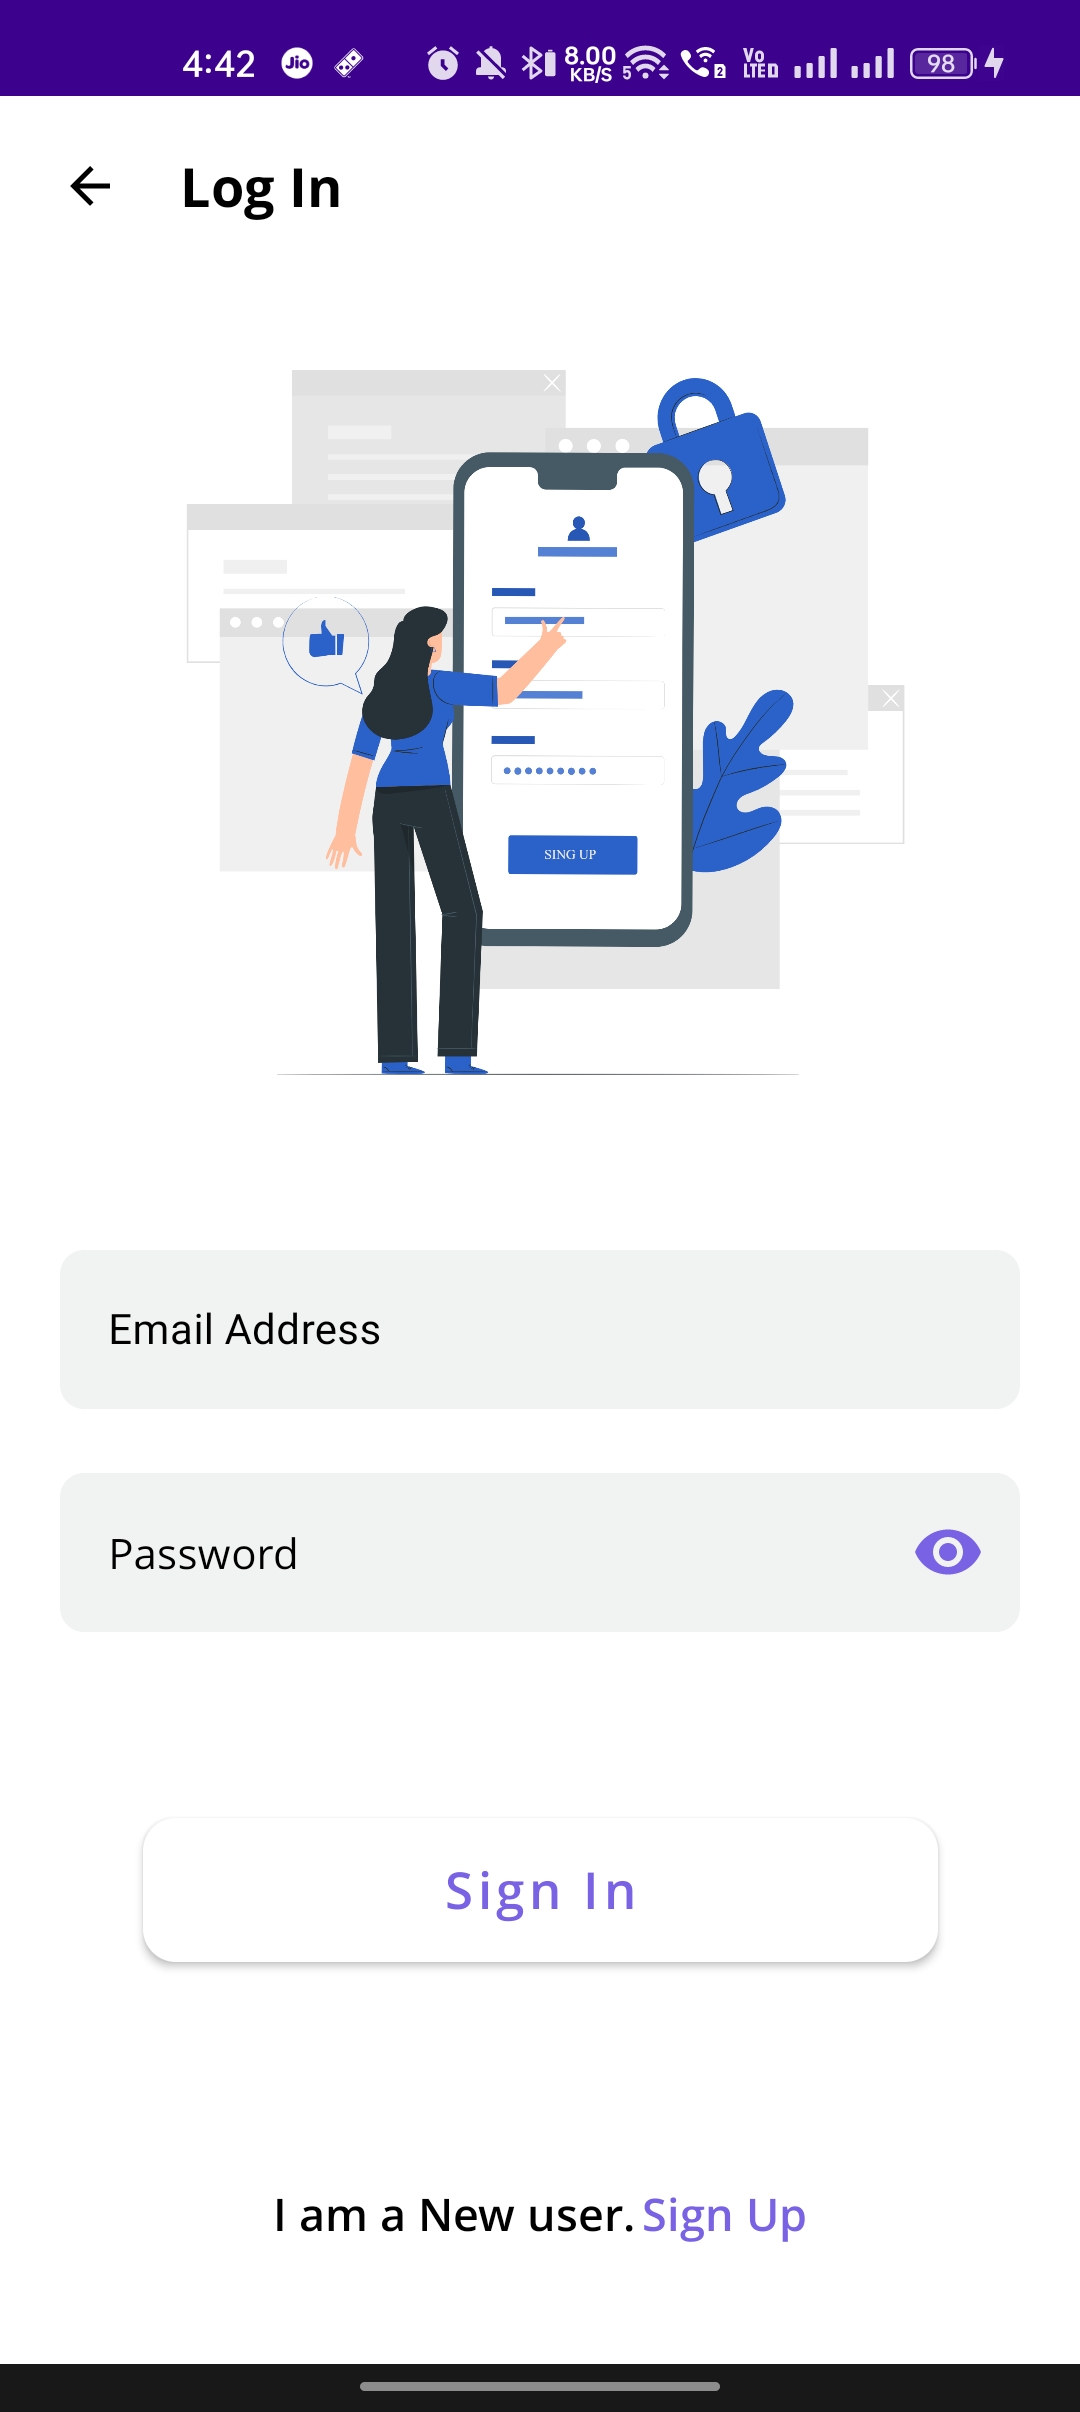 4:42 Jio 8.00 KB/S 5 2 Vo LTE D 98
Log In
SING UP
Email Address
Password
Sign In
I am a New user. Sign Up